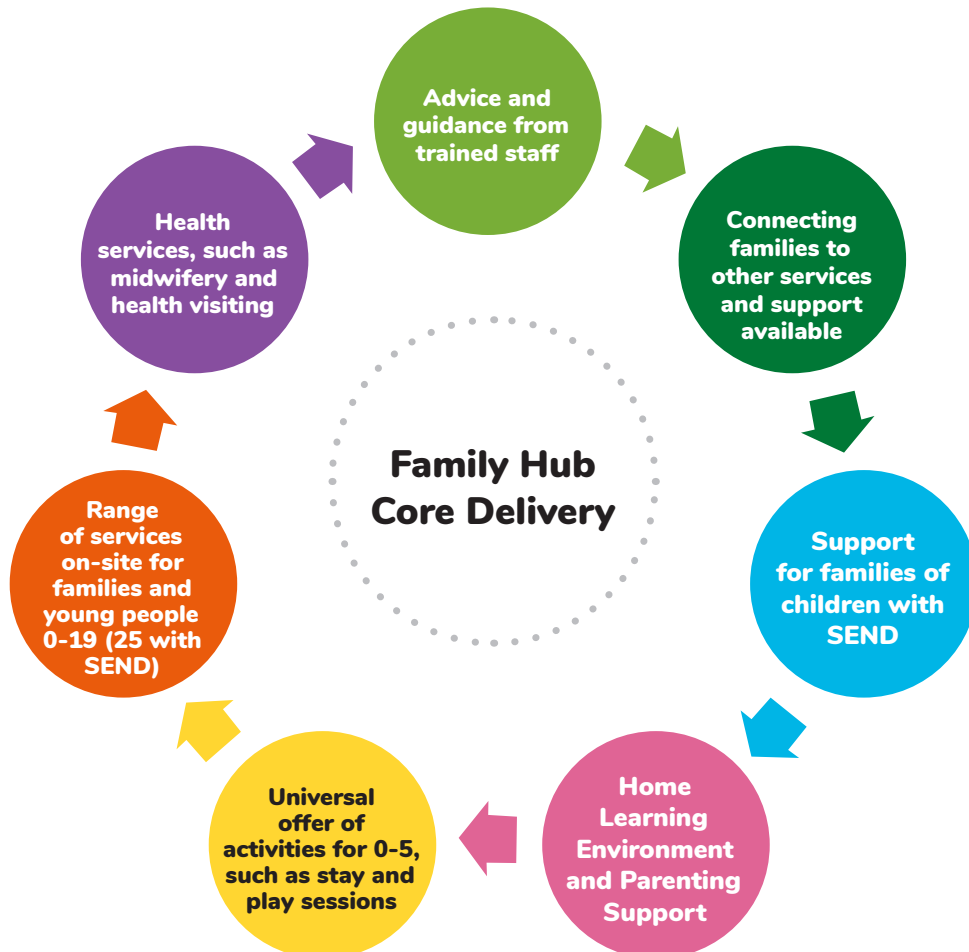 Advice and
guidance from
trained staff
Connecting
families to
other services
and support
available
Support
for families of
children with
SEND
Home
Learning
Environment
and Parenting
Support
Universal
offer of
activities for 0-5,
such as stay and
play sessions
Range
of services
on-site for
families and
young people
0-19 (25 with
SEND)
Health
services, such as
midwifery and
health visiting
Family Hub
Core Delivery